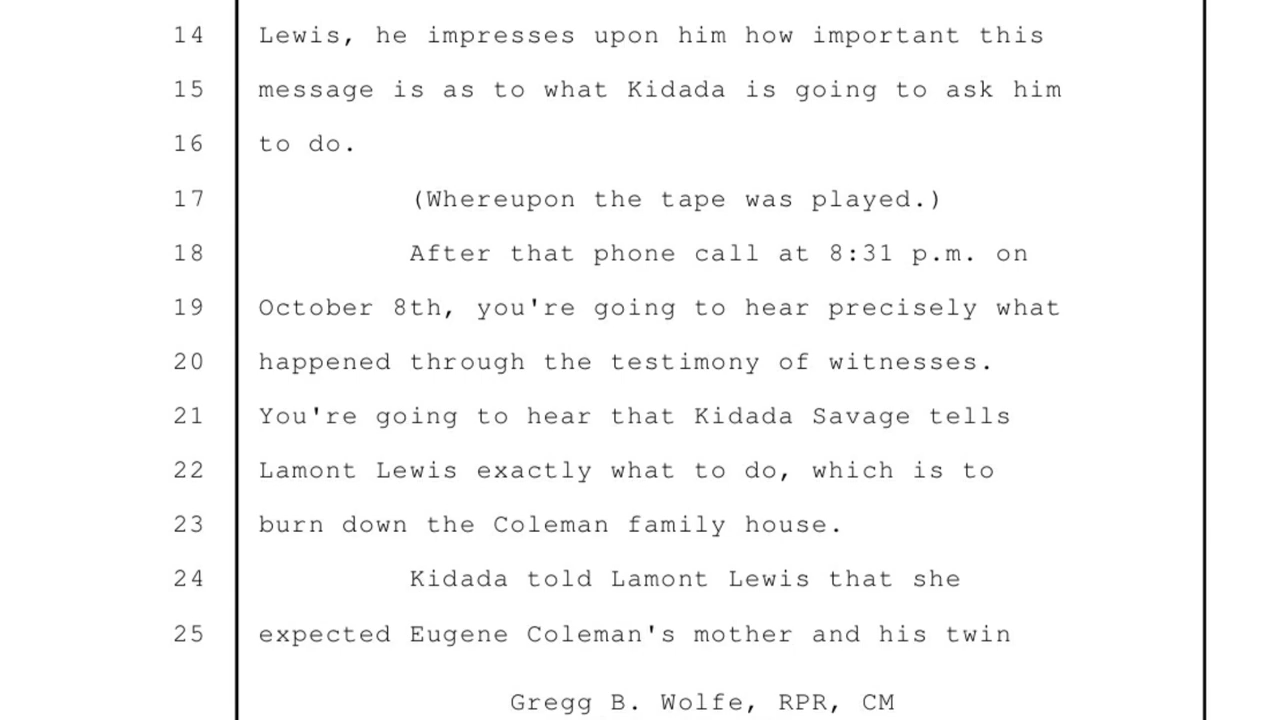 14 Lewis, he impresses upon him how important this
15 message is as to what Kidada is going to ask him
16 to do.
17 (Whereupon the tape was played.)
18 After that phone call at 8:31 p.m. on
19 October 8th, you're going to hear precisely what
20 happened through the testimony of witnesses.
21 You're going to hear that Kidada Savage tells
22 Lamont Lewis exactly what to do, which is to
23 burn down the Coleman family house.
24 Kidada told Lamont Lewis that she
25 expected Eugene Coleman's mother and his twin
Gregg B. Wolfe, RPR, CM